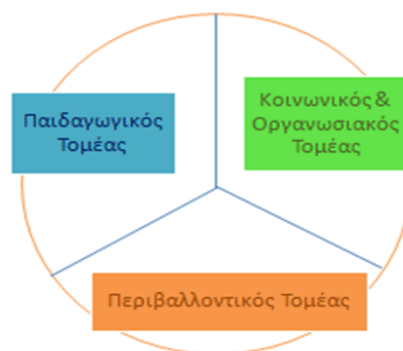 Παιδαγωγικός
Τομέας
Κοινωνικός &
Οργανωσιακός
Τομέας
Περιβαλλοντικός Τομέας